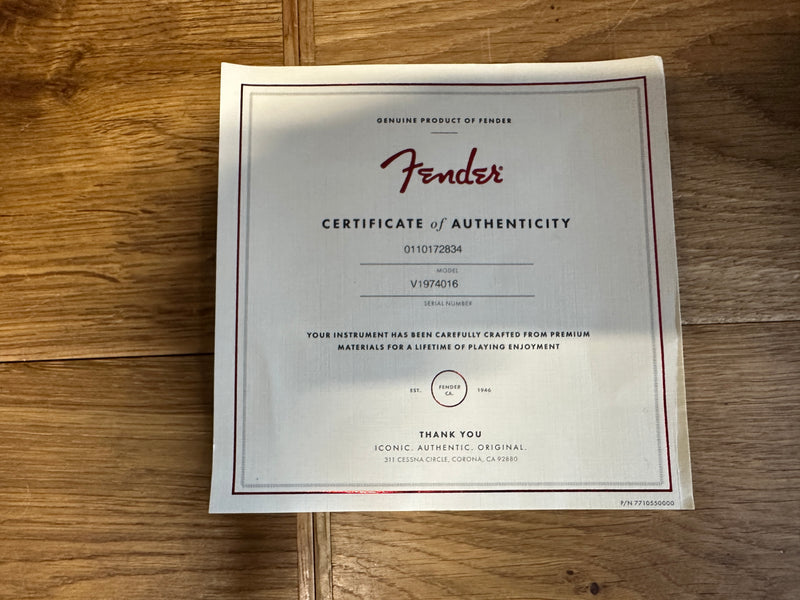 GENUINE PRODUCT OF FENDER
Fender
CERTIFICATE of AUTHENTICITY
0110172834
MODEL
V1974016
SERIAL NUMBER
YOUR INSTRUMENT HAS BEEN CAREFULLY CRAFTED FROM PREMIUM
MATERIALS FOR A LIFETIME OF PLAYING ENJOYMENT
EST. FENDER CA. 1946
THANK YOU
ICONIC. AUTHENTIC. ORIGINAL.
311 CESSNA CIRCLE, CORONA, CA 92880
P/N 7710550000